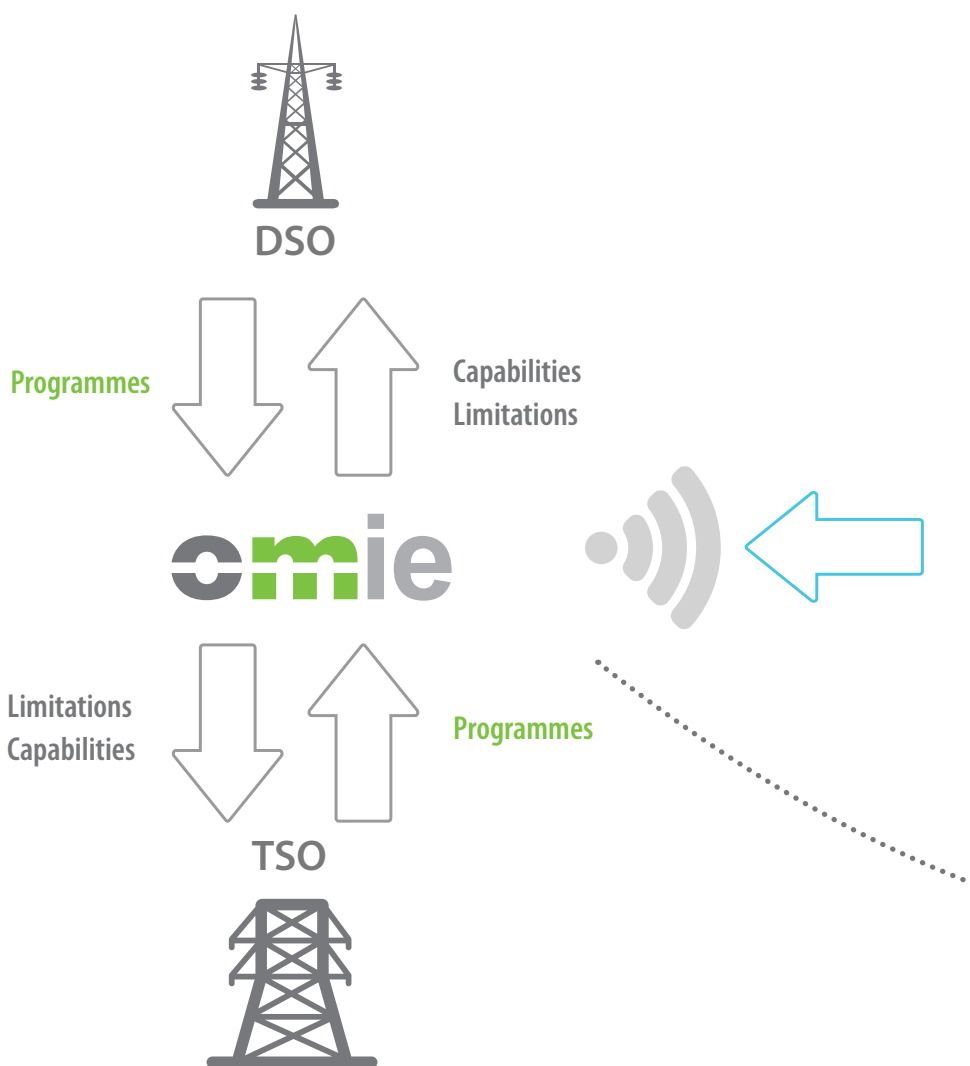 DSO
Programmes
Capabilities
Limitations
omie
Limitations
Capabilities
Programmes
TSO